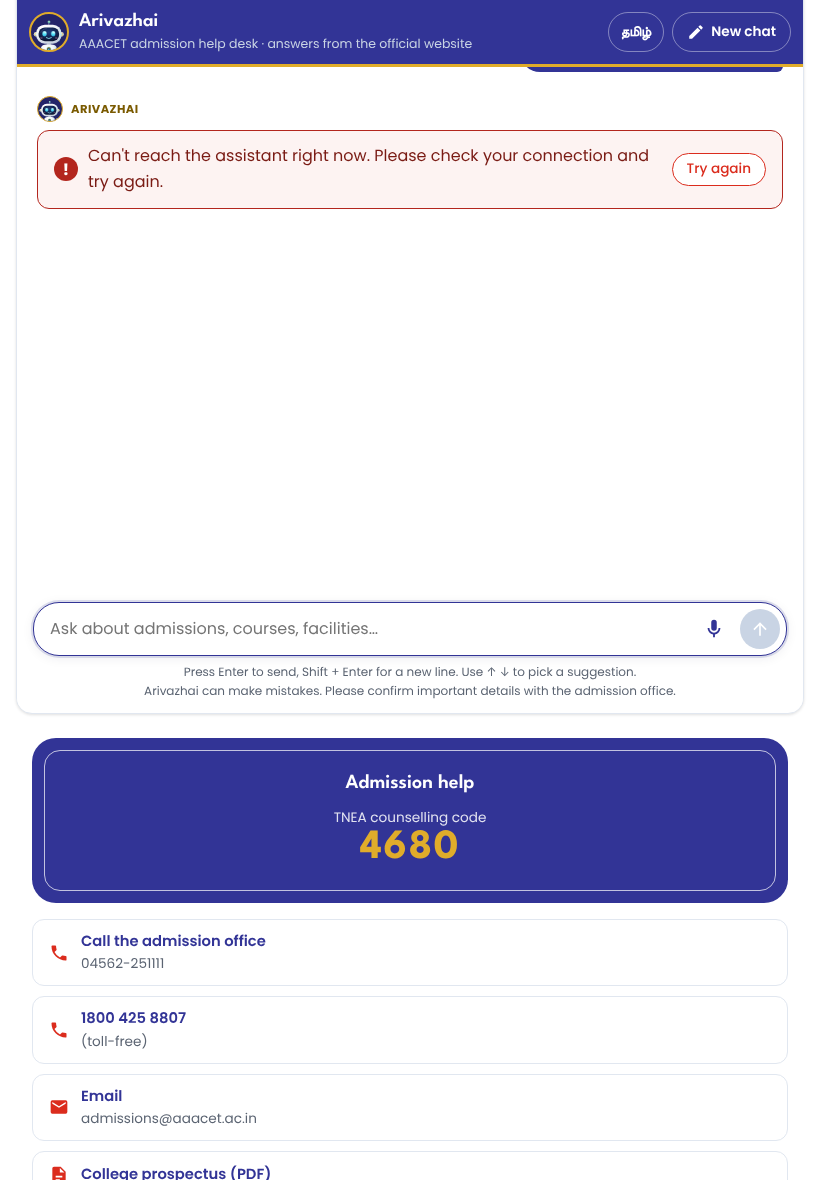 Arivazhai
AAACET admission help desk · answers from the official website
தமிழ்
New chat
ARIVAZHAI
Can't reach the assistant right now. Please check your connection and
try again.
Try again
Ask about admissions, courses, facilities...
Press Enter to send, Shift + Enter for a new line. Use ↑ ↓ to pick a suggestion.
Arivazhai can make mistakes. Please confirm important details with the admission office.
Admission help
TNEA counselling code
4680
Call the admission office
04562-251111
1800 425 8807
(toll-free)
Email
admissions@aaacet.ac.in
College prospectus (PDF)